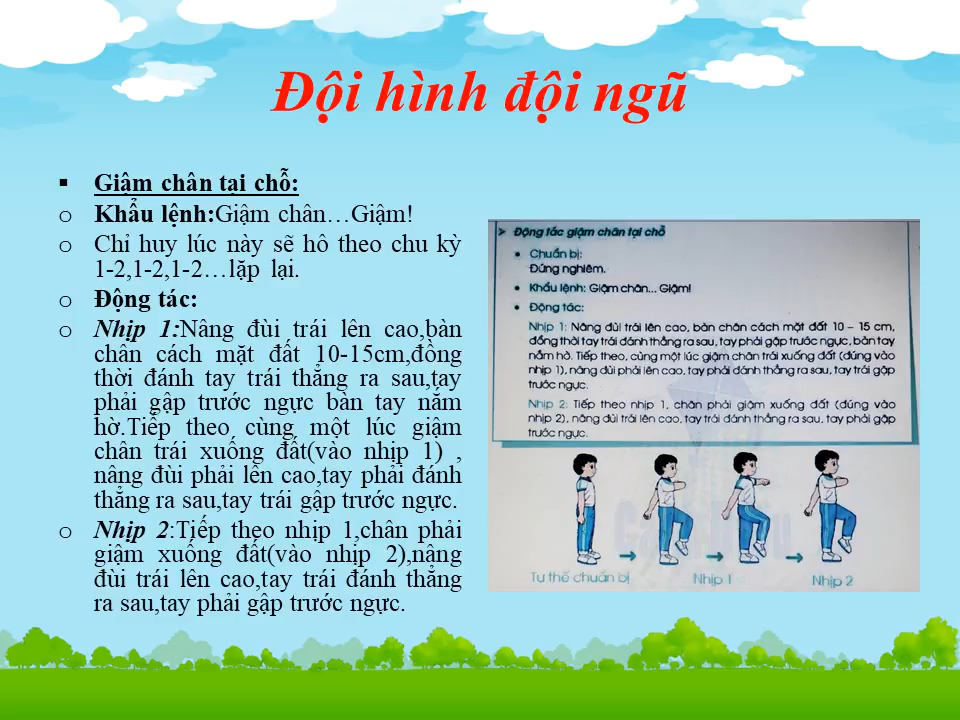 Đội hình đội ngũ
▪ Giậm chân tại chỗ:
o Khẩu lệnh:Giậm chân…Giậm!
o Chỉ huy lúc này sẽ hô theo chu kỳ
1-2,1-2,1-2…lặp lại.
o Động tác:
o Nhịp 1:Nâng đùi trái lên cao,bàn
chân cách mặt đất 10-15cm,đồng
thời đánh tay trái thẳng ra sau,tay
phải gập trước ngực bàn tay nắm
hờ.Tiếp theo cùng một lúc giậm
chân trái xuống đất(vào nhịp 1) ,
nâng đùi phải lên cao,tay phải đánh
thẳng ra sau,tay trái gập trước ngực.
o Nhịp 2:Tiếp theo nhịp 1,chân phải
giậm xuống đất(vào nhịp 2),nâng
đùi trái lên cao,tay trái đánh thẳng
ra sau,tay phải gập trước ngực.
➤ Động tác giậm chân tại chỗ
• Chuẩn bị:
Đứng nghiêm.
• Khẩu lệnh: Giậm chân... Giậm!
• Động tác:
Nhịp 1: Nâng đùi trái lên cao, bàn chân cách mặt đất 10 – 15 cm,
đồng thời tay trái đánh thẳng ra sau, tay phải gập trước ngực, bàn tay
nắm hờ. Tiếp theo, cùng một lúc giậm chân trái xuống đất (đúng vào
nhịp 1), nâng đùi phải lên cao, tay phải đánh thẳng ra sau, tay trái gập
trước ngực.
Nhịp 2: Tiếp theo nhịp 1, chân phải giậm xuống đất (đúng vào
nhịp 2), nâng đùi trái lên cao, tay trái đánh thẳng ra sau, tay phải gập
trước ngực.
Tư thế chuẩn bị
Nhịp 1
Nhịp 2